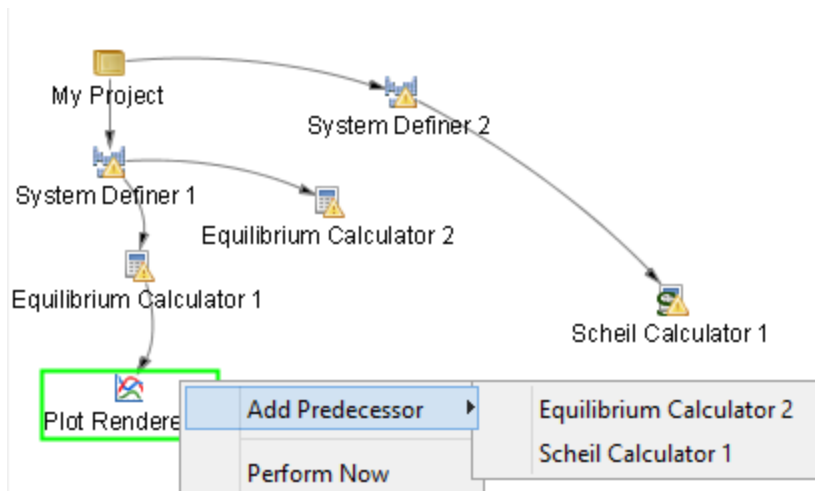 My Project
System Definer 2
System Definer 1
Equilibrium Calculator 2
Equilibrium Calculator 1
Scheil Calculator 1
Plot Rendere
Add Predecessor
Equilibrium Calculator 2
Scheil Calculator 1
Perform Now